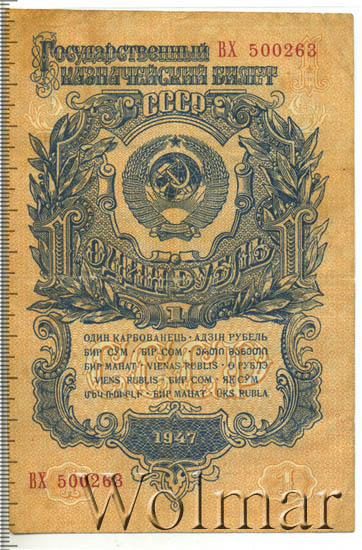 Государственный ВХ 500263
Казначейский Билет
СССР
1 ОДИН РУБЛЬ 1
1
ОДИН КАРБОВАНЕЦЬ · АДЗІН РУБЕЛЬ
БИР СЎМ · БИР СОМ · ᲔᲠᲗᲘ ᲛᲐᲜᲔᲗᲘ
БИР МАНАТ · VIENAS RUBLIS · О РУБЛЭ
VIENS RUBLIS · БИР СОМ · ЯК СӮМ
ՄԵԿ ՌՈՒԲԼԻ · БИР МАНАТ · ÜKS RUBLA
1947
ВХ 500263
1
Wolmar